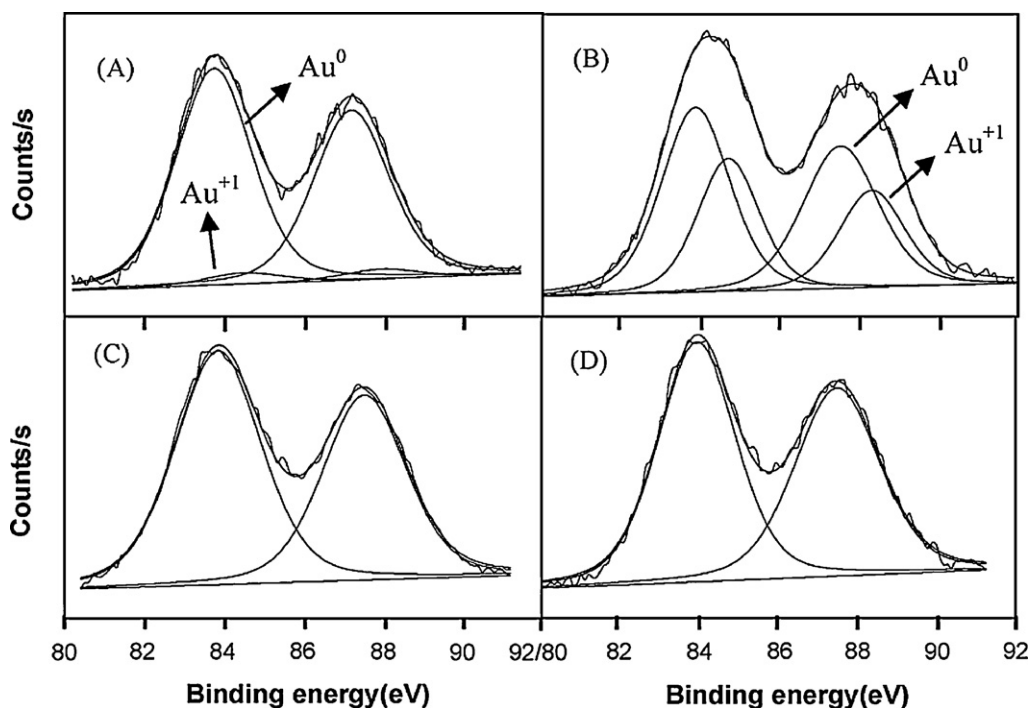 (A)
Au⁰
Au⁺¹
Counts/s
(B)
Au⁰
Au⁺¹
(C)
Counts/s
(D)
80 82 84 86 88 90 92/80 82 84 86 88 90 92
Binding energy(eV) Binding energy(eV)